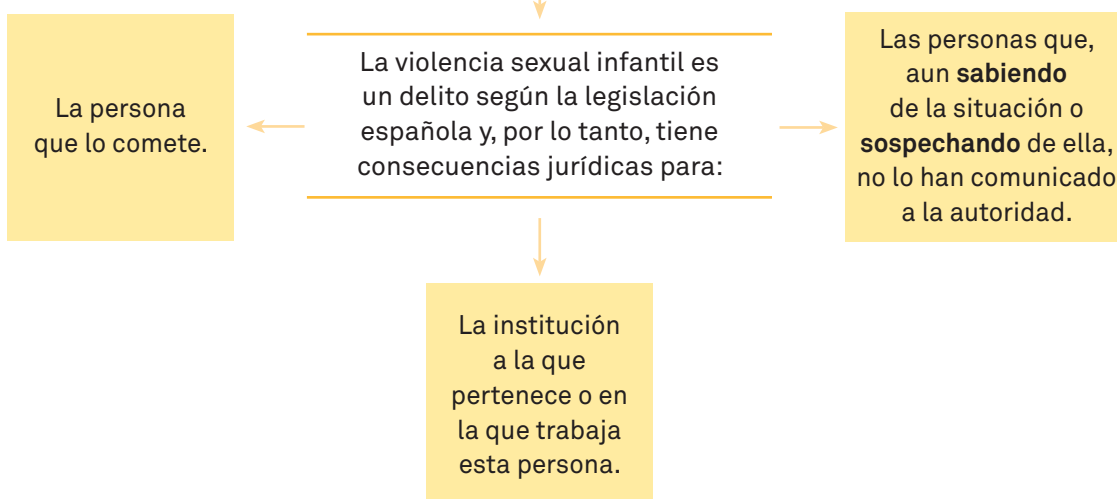 La persona
que lo comete.
La violencia sexual infantil es
un delito según la legislación
española y, por lo tanto, tiene
consecuencias jurídicas para:
Las personas que,
aun sabiendo
de la situación o
sospechando de ella,
no lo han comunicado
a la autoridad.
La institución
a la que
pertenece o en
la que trabaja
esta persona.